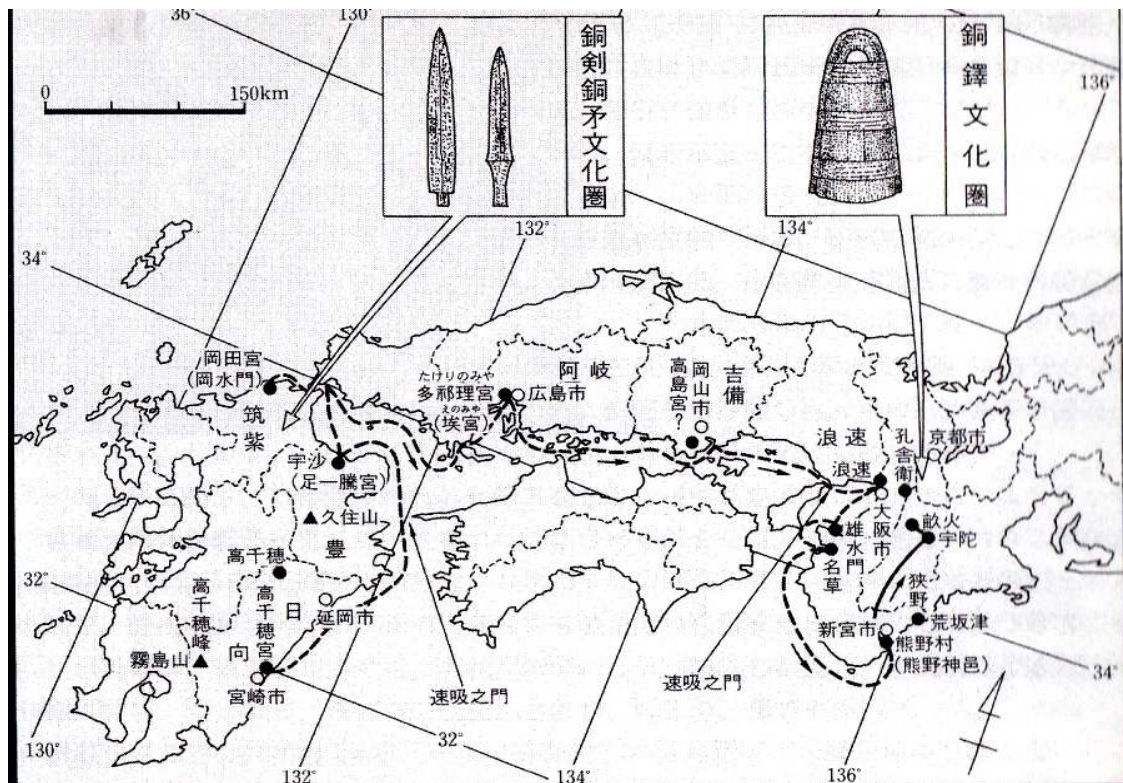 36°
130°
136°
0
150km
銅剣銅矛文化圏
銅鐸文化圏
132°
134°
34°
岡田宮
(岡水門)
筑紫
たけりのみや
多祁理宮
えのみや
(埃宮)
広島市
阿岐
高島宮?
岡山市
吉備
浪速
浪速
孔舎衛
京都市
大阪市
宇沙
(足一騰宮)
久住山
豊
雄水門
名草
畝火
宇陀
32°
高千穂
高千穂宮
高千穂峰
日向
延岡市
狭野?
荒坂津
新宮市
熊野村
(熊野神邑)
霧島山
宮崎市
速吸之門
速吸之門
34°
130°
32°
132°
134°
136°